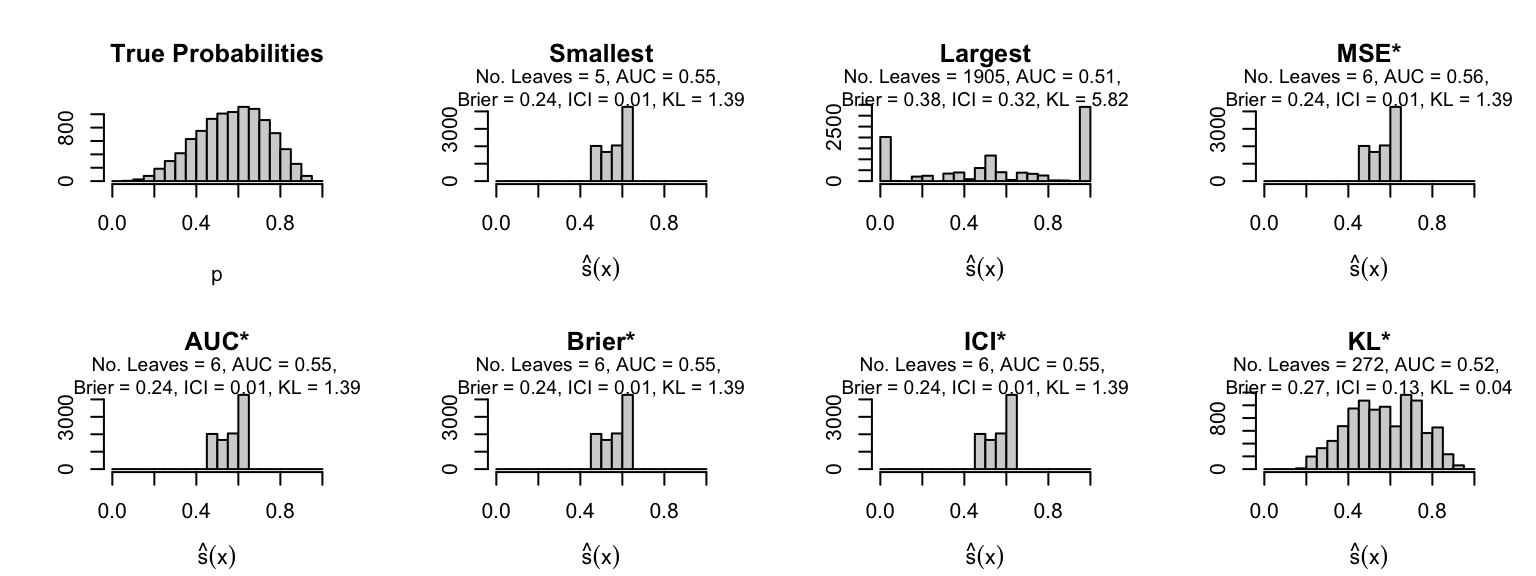 True Probabilities
800
0
0.0 0.4 0.8
p
Smallest
No. Leaves = 5, AUC = 0.55,
Brier = 0.24, ICI = 0.01, KL = 1.39
3000
0
0.0 0.4 0.8
ŝ(x)
Largest
No. Leaves = 1905, AUC = 0.51,
Brier = 0.38, ICI = 0.32, KL = 5.82
2500
0
0.0 0.4 0.8
ŝ(x)
MSE*
No. Leaves = 6, AUC = 0.56,
Brier = 0.24, ICI = 0.01, KL = 1.39
3000
0
0.0 0.4 0.8
ŝ(x)
AUC*
No. Leaves = 6, AUC = 0.55,
Brier = 0.24, ICI = 0.01, KL = 1.39
3000
0
0.0 0.4 0.8
ŝ(x)
Brier*
No. Leaves = 6, AUC = 0.55,
Brier = 0.24, ICI = 0.01, KL = 1.39
3000
0
0.0 0.4 0.8
ŝ(x)
ICI*
No. Leaves = 6, AUC = 0.55,
Brier = 0.24, ICI = 0.01, KL = 1.39
3000
0
0.0 0.4 0.8
ŝ(x)
KL*
No. Leaves = 272, AUC = 0.52,
Brier = 0.27, ICI = 0.13, KL = 0.04
800
0
0.0 0.4 0.8
ŝ(x)